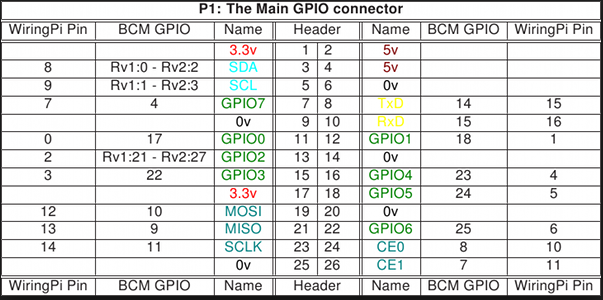 P1: The Main GPIO connector
WiringPi Pin BCM GPIO Name Header Name BCM GPIO WiringPi Pin
3.3v 1 2 5v
8 Rv1:0 - Rv2:2 SDA 3 4 5v
9 Rv1:1 - Rv2:3 SCL 5 6 0v
7 4 GPIO7 7 8 TxD 14 15
0v 9 10 RxD 15 16
0 17 GPIO0 11 12 GPIO1 18 1
2 Rv1:21 - Rv2:27 GPIO2 13 14 0v
3 22 GPIO3 15 16 GPIO4 23 4
3.3v 17 18 GPIO5 24 5
12 10 MOSI 19 20 0v
13 9 MISO 21 22 GPIO6 25 6
14 11 SCLK 23 24 CE0 8 10
0v 25 26 CE1 7 11
WiringPi Pin BCM GPIO Name Header Name BCM GPIO WiringPi Pin